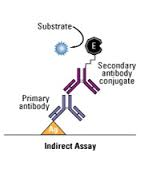 Substrate
E
Secondary
antibody
conjugate
Primary
antibody
Ag
Indirect Assay